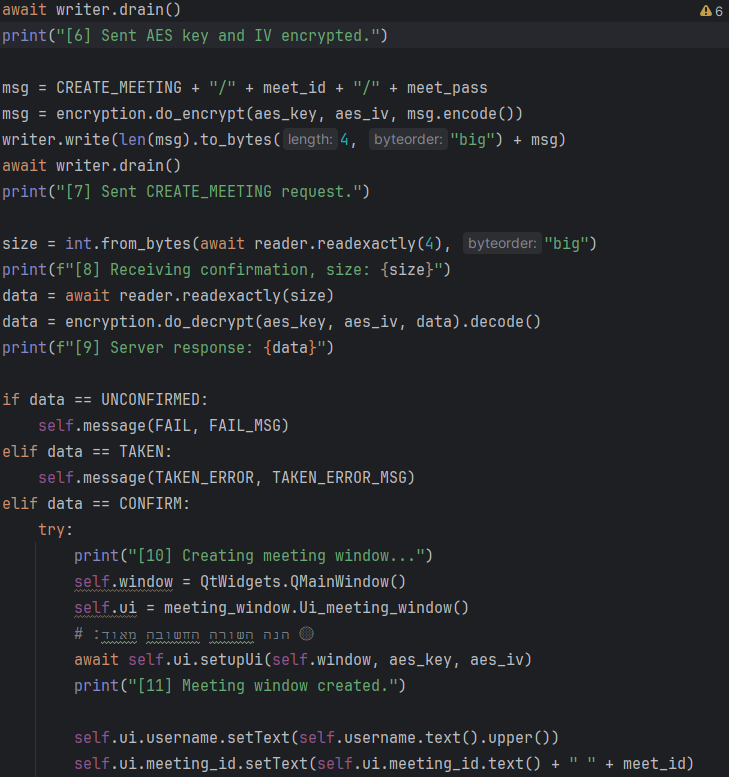 await writer.drain()
6
print("[6] Sent AES key and IV encrypted.")
msg = CREATE_MEETING + "/" + meet_id + "/" + meet_pass
msg = encryption.do_encrypt(aes_key, aes_iv, msg.encode())
writer.write(len(msg).to_bytes( length: 4, byteorder: "big") + msg)
await writer.drain()
print("[7] Sent CREATE_MEETING request.")
size = int.from_bytes(await reader.readexactly(4), byteorder: "big")
print(f"[8] Receiving confirmation, size: {size}")
data = await reader.readexactly(size)
data = encryption.do_decrypt(aes_key, aes_iv, data).decode()
print(f"[9] Server response: {data}")
if data == UNCONFIRMED:
    self.message(FAIL, FAIL_MSG)
elif data == TAKEN:
    self.message(TAKEN_ERROR, TAKEN_ERROR_MSG)
elif data == CONFIRM:
    try:
        print("[10] Creating meeting window...")
        self.window = QtWidgets.QMainWindow()
        self.ui = meeting_window.Ui_meeting_window()
        # 🟡 הנה השורה החשובה מאוד:
        await self.ui.setupUi(self.window, aes_key, aes_iv)
        print("[11] Meeting window created.")
        self.ui.username.setText(self.username.text().upper())
        self.ui.meeting_id.setText(self.ui.meeting_id.text() + " " + meet_id)